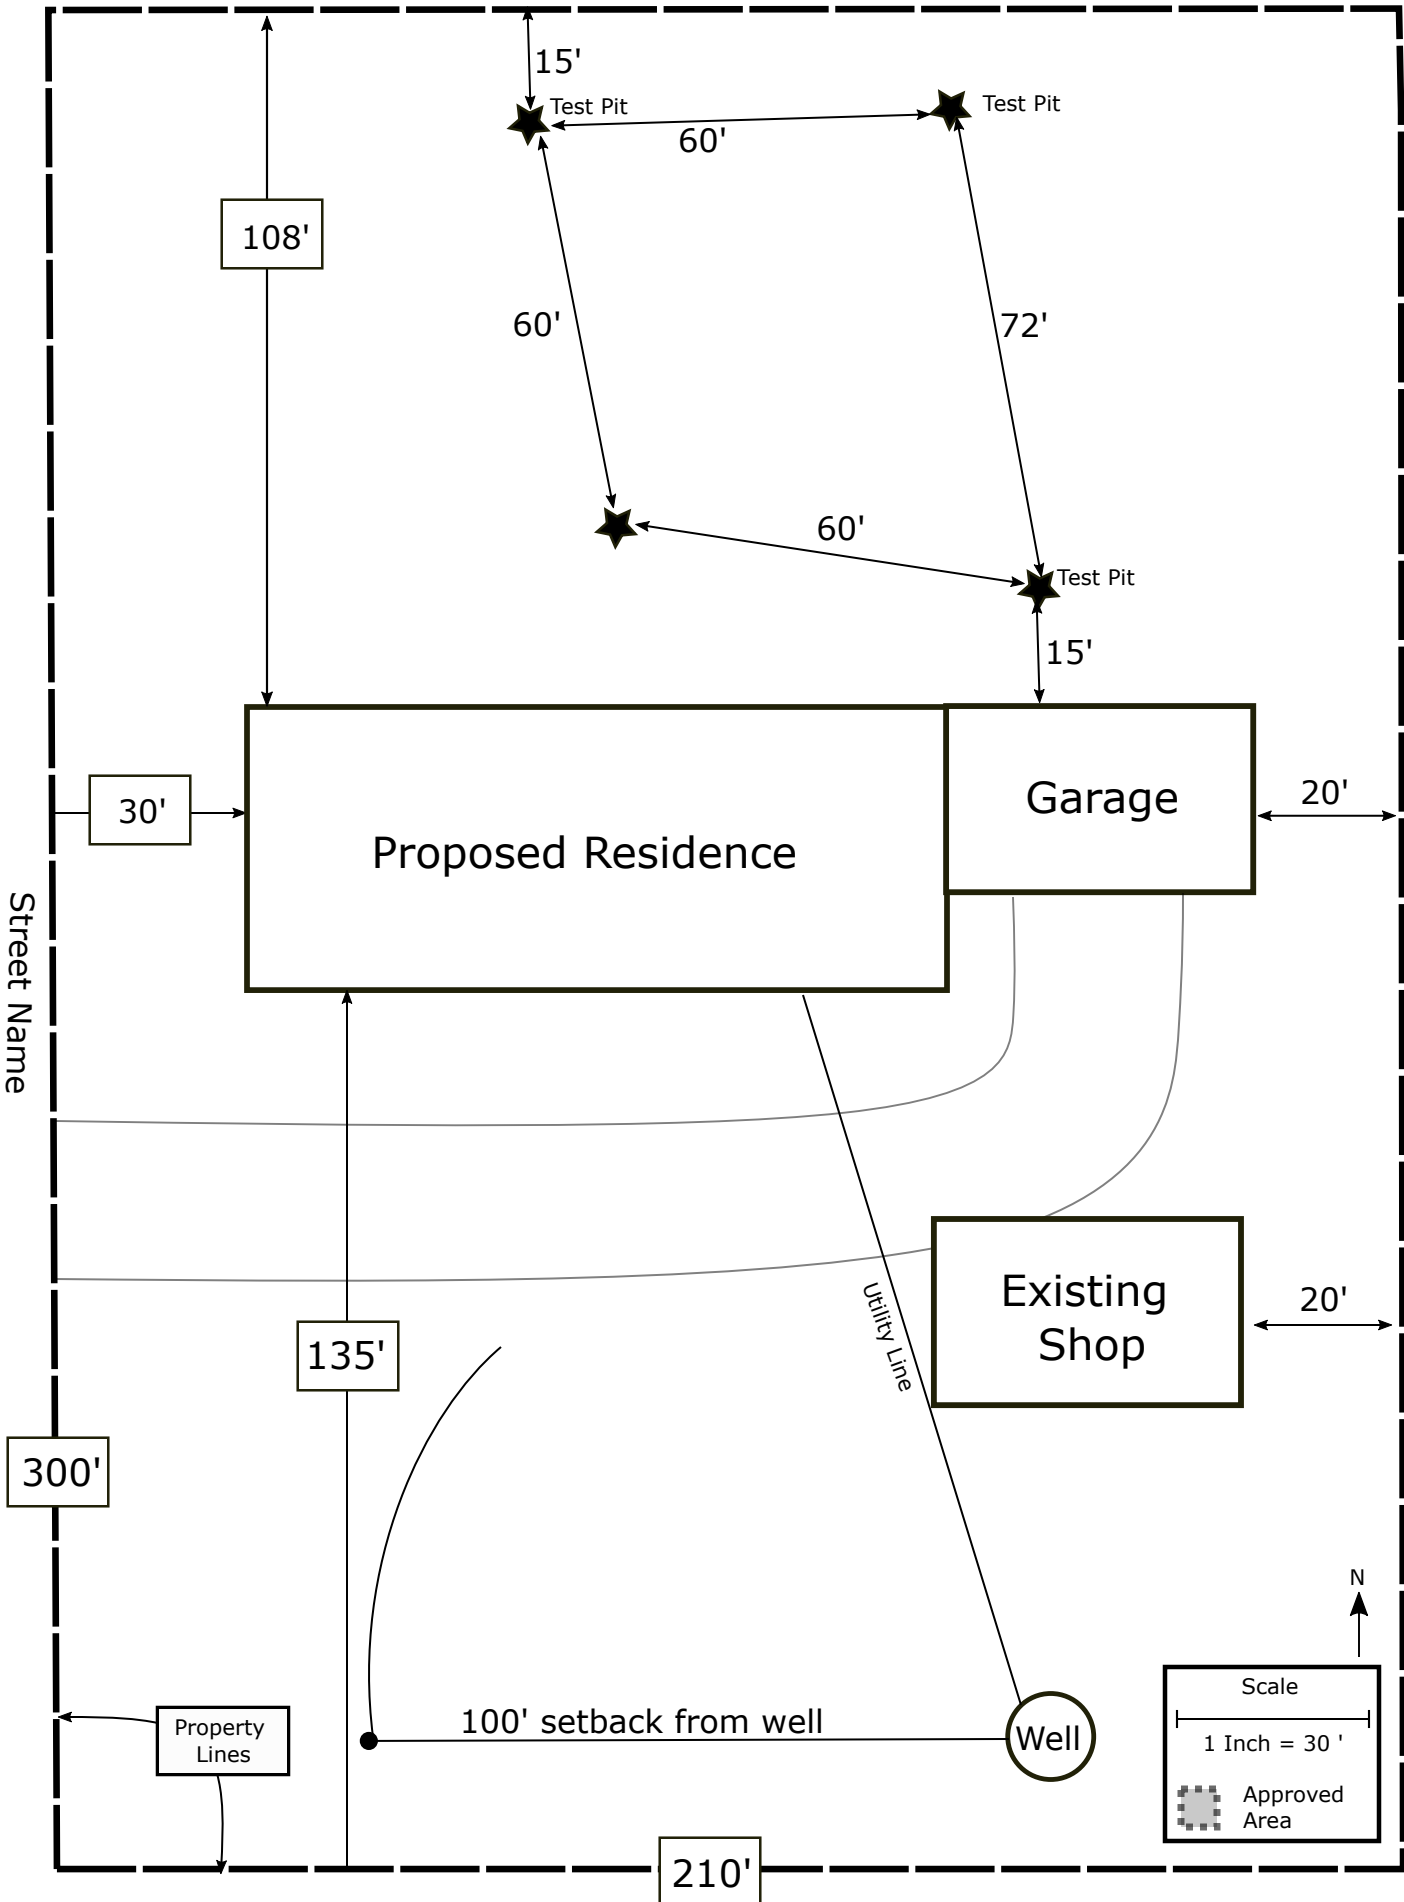 15'
Test Pit
Test Pit
60'
108'
60'
72'
60'
Test Pit
15'
Garage
20'
30'
Proposed Residence
Street Name
Existing
Shop
20'
Utility Line
135'
300'
N
Scale
1 Inch = 30 '
Approved
Area
100' setback from well
Well
Property
Lines
210'